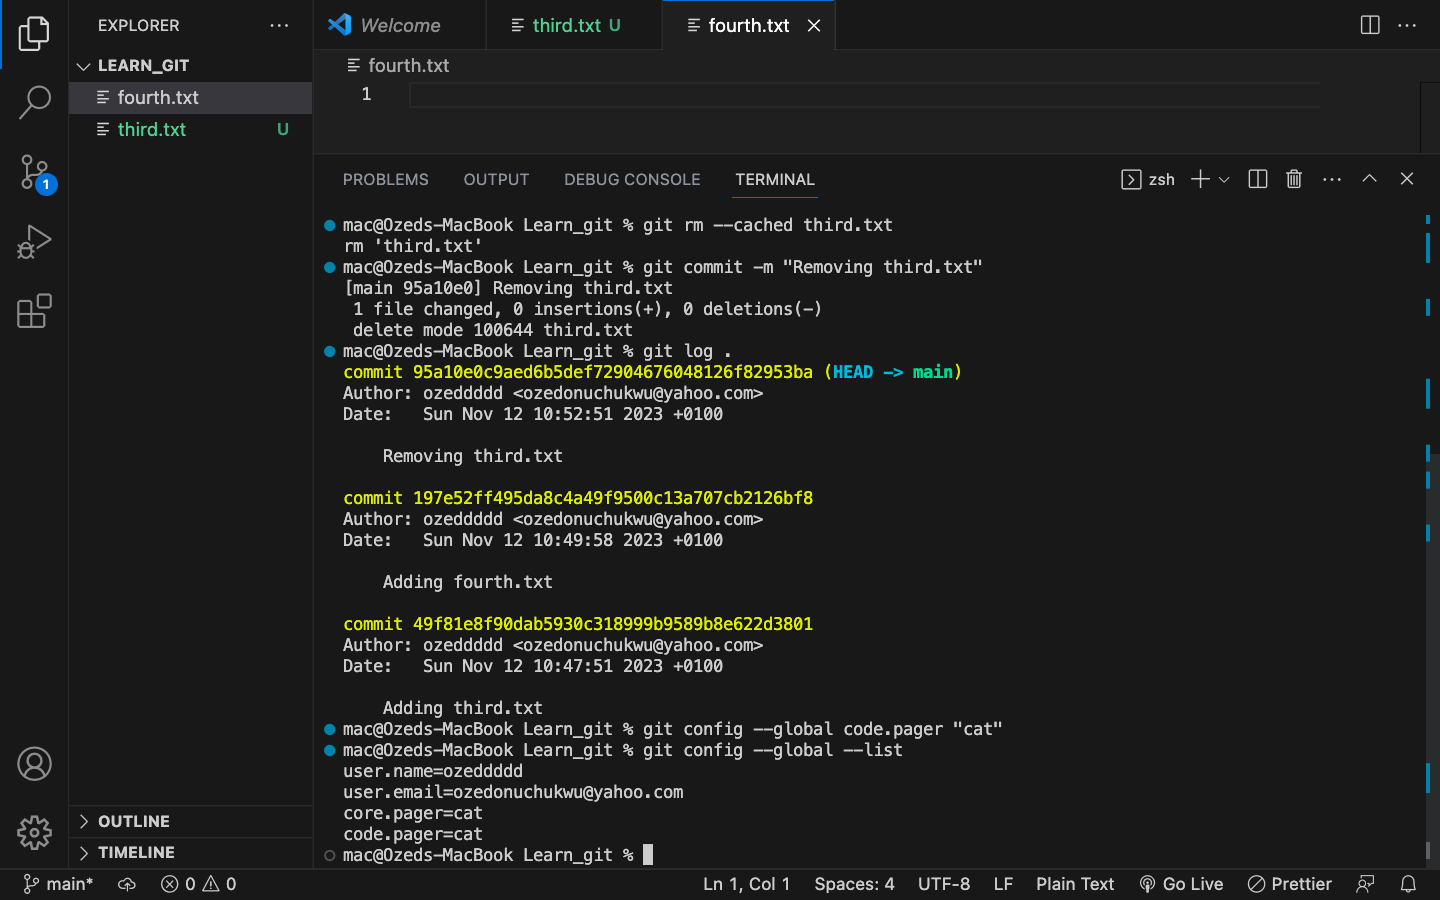 EXPLORER
LEARN_GIT
fourth.txt
third.txt U
1
OUTLINE
TIMELINE
Welcome
third.txt U
fourth.txt
fourth.txt
1
PROBLEMS OUTPUT DEBUG CONSOLE TERMINAL
zsh
mac@Ozeds-MacBook Learn_git % git rm --cached third.txt
rm 'third.txt'
mac@Ozeds-MacBook Learn_git % git commit -m "Removing third.txt"
[main 95a10e0] Removing third.txt
1 file changed, 0 insertions(+), 0 deletions(-)
delete mode 100644 third.txt
mac@Ozeds-MacBook Learn_git % git log .
commit 95a10e0c9aed6b5def72904676048126f82953ba (HEAD -> main)
Author: ozeddddd <ozedonuchukwu@yahoo.com>
Date: Sun Nov 12 10:52:51 2023 +0100
Removing third.txt
commit 197e52ff495da8c4a49f9500c13a707cb2126bf8
Author: ozeddddd <ozedonuchukwu@yahoo.com>
Date: Sun Nov 12 10:49:58 2023 +0100
Adding fourth.txt
commit 49f81e8f90dab5930c318999b9589b8e622d3801
Author: ozeddddd <ozedonuchukwu@yahoo.com>
Date: Sun Nov 12 10:47:51 2023 +0100
Adding third.txt
mac@Ozeds-MacBook Learn_git % git config --global code.pager "cat"
mac@Ozeds-MacBook Learn_git % git config --global --list
user.name=ozeddddd
user.email=ozedonuchukwu@yahoo.com
core.pager=cat
code.pager=cat
mac@Ozeds-MacBook Learn_git %
main* 0 0 Ln 1, Col 1 Spaces: 4 UTF-8 LF Plain Text Go Live Prettier